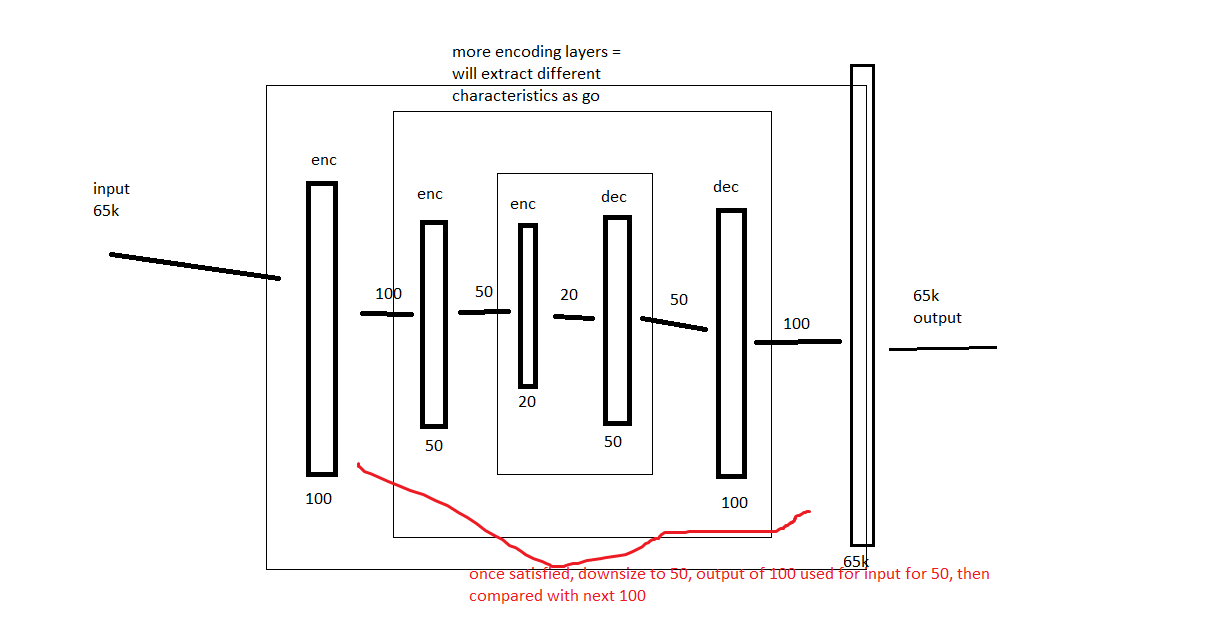 more encoding layers =
will extract different
characteristics as go
enc
input
65k
enc
enc
dec
dec
100
50
20
50
100
65k
output
20
50
50
100
100
65k
once satisfied, downsize to 50, output of 100 used for input for 50, then
compared with next 100